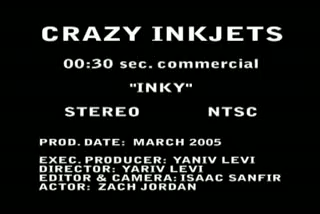 CRAZY INKJETS
00:30 sec. commercial
"INKY"
STEREO NTSC
PROD. DATE: MARCH 2005
EXEC. PRODUCER: YANIV LEVI
DIRECTOR: YARIV LEVI
EDITOR & CAMERA: ISAAC SANFIR
ACTOR: ZACH JORDAN